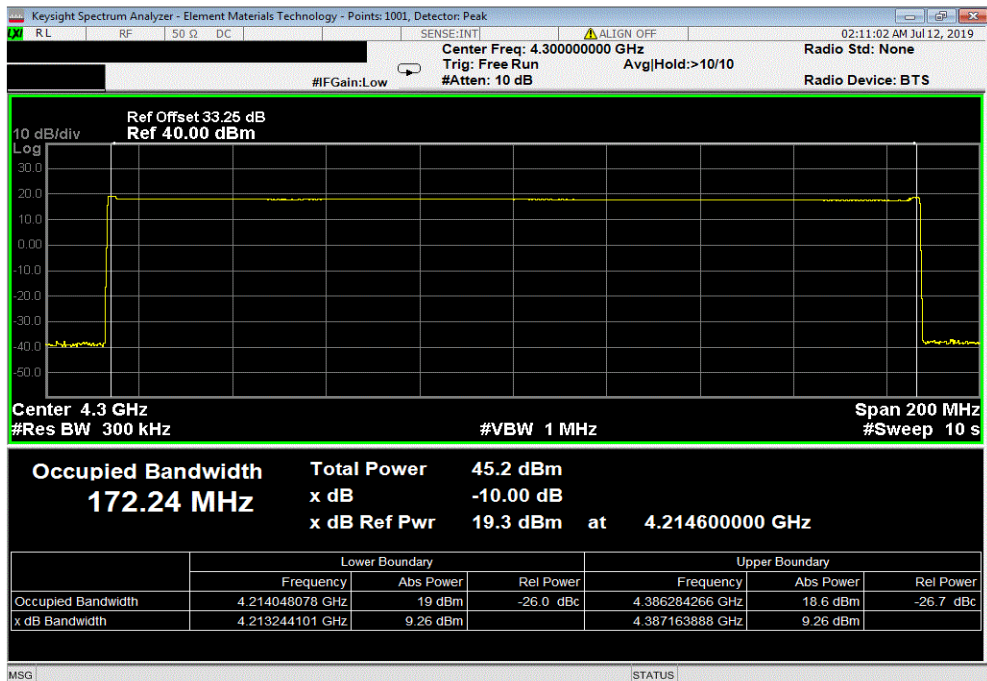 Keysight Spectrum Analyzer - Element Materials Technology - Points: 1001, Detector: Peak
LXI RL RF 50 Ω DC SENSE:INT ALIGN OFF 02:11:02 AM Jul 12, 2019
Center Freq: 4.300000000 GHz Radio Std: None
Trig: Free Run Avg|Hold:>10/10
#IFGain:Low #Atten: 10 dB Radio Device: BTS
Ref Offset 33.25 dB
10 dB/div Ref 40.00 dBm
Log
30.0
20.0
10.0
0.00
-10.0
-20.0
-30.0
-40.0
-50.0
Center 4.3 GHz Span 200 MHz
#Res BW 300 kHz #VBW 1 MHz #Sweep 10 s
Occupied Bandwidth Total Power 45.2 dBm
172.24 MHz x dB -10.00 dB
x dB Ref Pwr 19.3 dBm at 4.214600000 GHz
Lower Boundary Upper Boundary
Frequency Abs Power Rel Power Frequency Abs Power Rel Power
Occupied Bandwidth 4.214048078 GHz 19 dBm -26.0 dBc 4.386284266 GHz 18.6 dBm -26.7 dBc
x dB Bandwidth 4.213244101 GHz 9.26 dBm 4.387163888 GHz 9.26 dBm
MSG STATUS